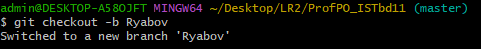 admin@DESKTOP-A58OJFT MINGW64 ~/Desktop/LR2/ProfPO_ISTbd11 (master)
$ git checkout -b Ryabov
Switched to a new branch 'Ryabov'